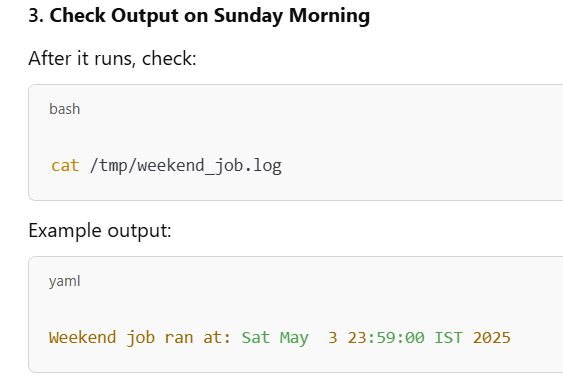 3. Check Output on Sunday Morning
After it runs, check:
bash
cat /tmp/weekend_job.log
Example output:
yaml
Weekend job ran at: Sat May  3 23:59:00 IST 2025